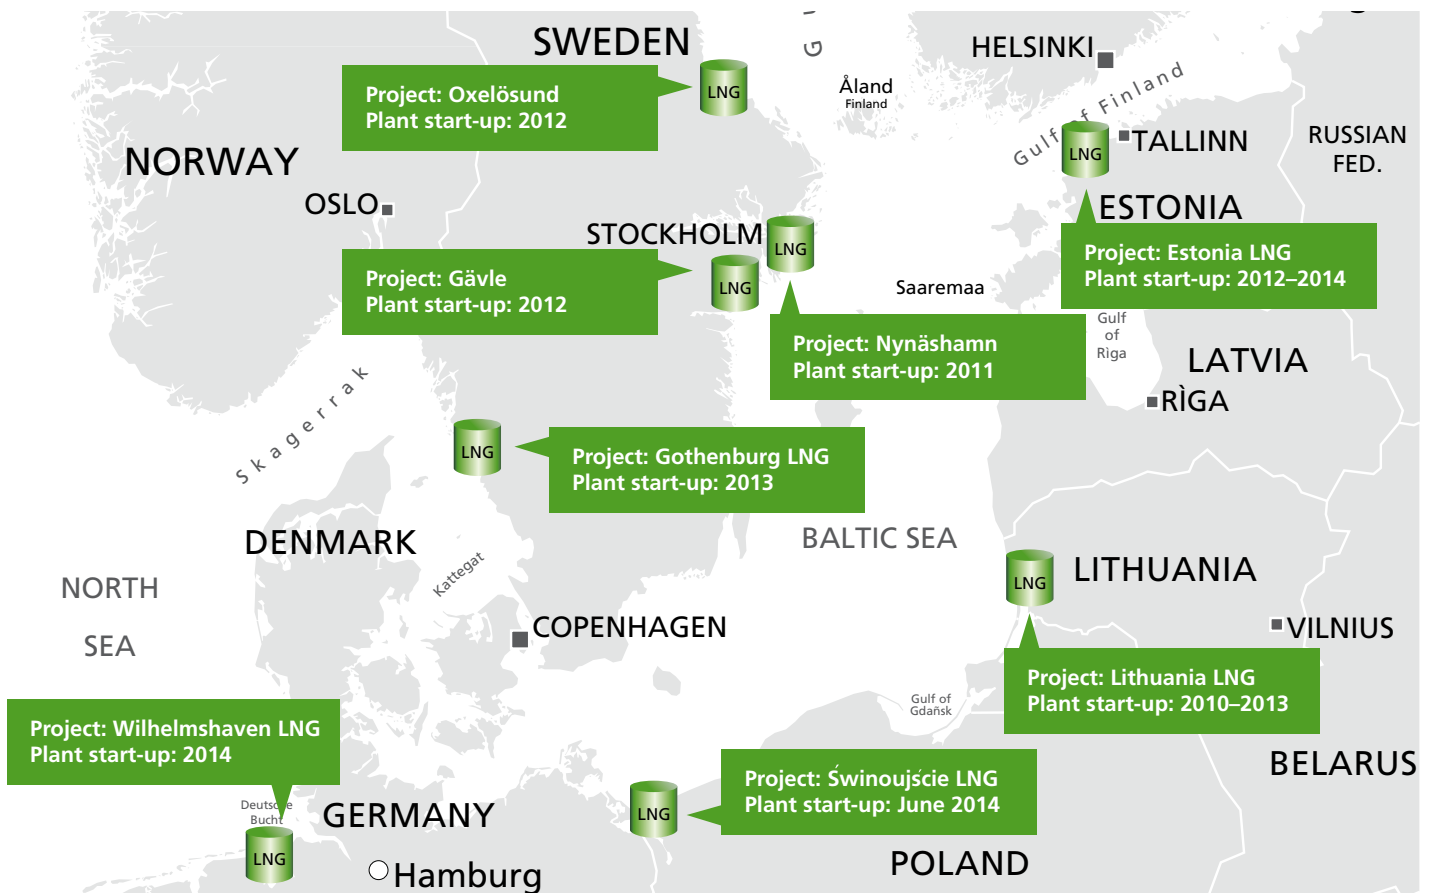 SWEDEN
G
HELSINKI
Åland
Finland
Gulf of Finland
Project: Oxelösund
Plant start-up: 2012
LNG
NORWAY
LNG
TALLINN
RUSSIAN
FED.
OSLO
ESTONIA
STOCKHOLM
LNG
Project: Estonia LNG
Plant start-up: 2012–2014
Project: Gävle
Plant start-up: 2012
LNG
Saaremaa
Gulf
of
Rìga
Project: Nynäshamn
Plant start-up: 2011
LATVIA
RÌGA
Skagerrak
LNG
Project: Gothenburg LNG
Plant start-up: 2013
DENMARK
BALTIC SEA
Kattegat
LNG
LITHUANIA
NORTH
SEA
COPENHAGEN
VILNIUS
Project: Lithuania LNG
Plant start-up: 2010–2013
Gulf of
Gdańsk
Project: Wilhelmshaven LNG
Plant start-up: 2014
BELARUS
Project: Świnoujście LNG
Plant start-up: June 2014
Deutsche
Bucht
GERMANY
LNG
LNG
POLAND
Hamburg